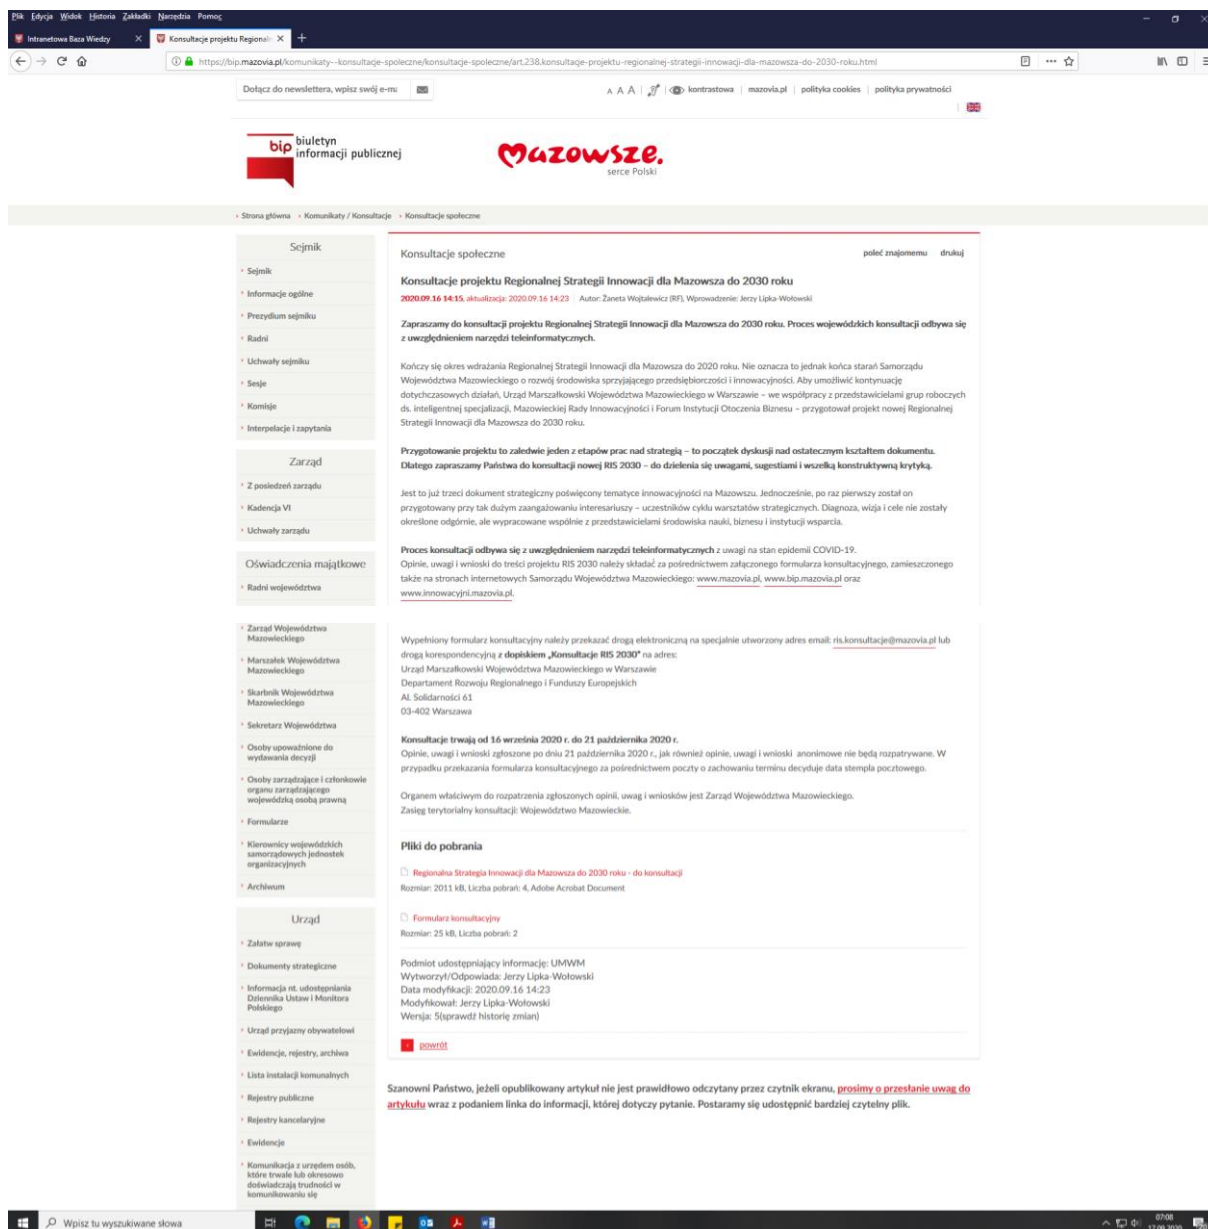 Plik Edycja Widok Historia Zakładki Narzędzia Pomoc
Intranetowa Baza Wiedzy
Konsultacje projektu Regional
https://bip.mazovia.pl/komunikaty--konsultacje-spoleczne/konsultacje-spoleczne/art,238,konsultacje-projektu-regionalnej-strategii-innowacji-dla-mazowsza-do-2030-roku.html
Dołącz do newslettera, wpisz swój e-ma
A A A | kontrastowa | mazovia.pl | polityka cookies | polityka prywatności
bip biuletyn
informacji publicznej
mazowsze.
serce Polski
Strona główna Komunikaty / Konsultacje Konsultacje społeczne
Sejmik
Sejmik
Informacje ogólne
Prezydium sejmiku
Radni
Uchwały sejmiku
Sesje
Komisje
Interpelacje i zapytania
Zarząd
Z posiedzeń zarządu
Kadencja VI
Uchwały zarządu
Oświadczenia majątkowe
Radni województwa
Zarząd Województwa
Mazowieckiego
Marszałek Województwa
Mazowieckiego
Skarbnik Województwa
Mazowieckiego
Sekretarz Województwa
Osoby upoważnione do
wydawania decyzji
Osoby zarządzające i członkowie
organu zarządzającego
wojewódzką osobą prawną
Formularze
Kierownicy wojewódzkich
samorządowych jednostek
organizacyjnych
Archiwum
Urząd
Załatw sprawę
Dokumenty strategiczne
Informacja nt. udostępniania
Dziennika Ustaw i Monitora
Polskiego
Urząd przyjazny obywatelowi
Ewidencje, rejestry, archiwa
Lista instalacji komunalnych
Rejestry publiczne
Rejestry kancelaryjne
Ewidencje
Komunikacja z urzędem osób,
które trwale lub okresowo
doświadczają trudności w
komunikowaniu się
Konsultacje społeczne
poleć znajomemu drukuj
Konsultacje projektu Regionalnej Strategii Innowacji dla Mazowsza do 2030 roku
2020.09.16 14:15, aktualizacja: 2020.09.16 14:23 | Autor: Żaneta Wojtalewicz (RF), Wprowadzenie: Jerzy Lipka-Wołowski
Zapraszamy do konsultacji projektu Regionalnej Strategii Innowacji dla Mazowsza do 2030 roku. Proces wojewódzkich konsultacji odbywa się
z uwzględnieniem narzędzi teleinformatycznych.
Kończy się okres wdrażania Regionalnej Strategii Innowacji dla Mazowsza do 2020 roku. Nie oznacza to jednak końca starań Samorządu
Województwa Mazowieckiego o rozwój środowiska sprzyjającego przedsiębiorczości i innowacyjności. Aby umożliwić kontynuację
dotychczasowych działań, Urząd Marszałkowski Województwa Mazowieckiego w Warszawie – we współpracy z przedstawicielami grup roboczych
ds. inteligentnej specjalizacji, Mazowieckiej Rady Innowacyjności i Forum Instytucji Otoczenia Biznesu – przygotował projekt nowej Regionalnej
Strategii Innowacji dla Mazowsza do 2030 roku.
Przygotowanie projektu to zaledwie jeden z etapów prac nad strategią – to początek dyskusji nad ostatecznym kształtem dokumentu.
Dlatego zapraszamy Państwa do konsultacji nowej RIS 2030 – do dzielenia się uwagami, sugestiami i wszelką konstruktywną krytyką.
Jest to już trzeci dokument strategiczny poświęcony tematyce innowacyjności na Mazowszu. Jednocześnie, po raz pierwszy został on
przygotowany przy tak dużym zaangażowaniu interesariuszy – uczestników cyklu warsztatów strategicznych. Diagnoza, wizja i cele nie zostały
określone odgórnie, ale wypracowane wspólnie z przedstawicielami środowiska nauki, biznesu i instytucji wsparcia.
Proces konsultacji odbywa się z uwzględnieniem narzędzi teleinformatycznych z uwagi na stan epidemii COVID-19.
Opinie, uwagi i wnioski do treści projektu RIS 2030 należy składać za pośrednictwem załączonego formularza konsultacyjnego, zamieszczonego
także na stronach internetowych Samorządu Województwa Mazowieckiego: www.mazovia.pl, www.bip.mazovia.pl oraz
www.innowacyjni.mazovia.pl.
Wypełniony formularz konsultacyjny należy przekazać drogą elektroniczną na specjalnie utworzony adres email: ris.konsultacje@mazovia.pl lub
drogą korespondencyjną z dopiskiem „Konsultacje RIS 2030" na adres:
Urząd Marszałkowski Województwa Mazowieckiego w Warszawie
Departament Rozwoju Regionalnego i Funduszy Europejskich
Al. Solidarności 61
03-402 Warszawa
Konsultacje trwają od 16 września 2020 r. do 21 października 2020 r.
Opinie, uwagi i wnioski zgłoszone po dniu 21 października 2020 r., jak również opinie, uwagi i wnioski anonimowe nie będą rozpatrywane. W
przypadku przekazania formularza konsultacyjnego za pośrednictwem poczty o zachowaniu terminu decyduje data stempla pocztowego.
Organem właściwym do rozpatrzenia zgłoszonych opinii, uwag i wniosków jest Zarząd Województwa Mazowieckiego.
Zasięg terytorialny konsultacji: Województwo Mazowieckie.
Pliki do pobrania
Regionalna Strategia Innowacji dla Mazowsza do 2030 roku - do konsultacji
Rozmiar: 2011 kB, Liczba pobrań: 4, Adobe Acrobat Document
Formularz konsultacyjny
Rozmiar: 25 kB, Liczba pobrań: 2
Podmiot udostępniający informację: UMWM
Wytworzył/Odpowiada: Jerzy Lipka-Wołowski
Data modyfikacji: 2020.09.16 14:23
Modyfikował: Jerzy Lipka-Wołowski
Wersja: 5(sprawdź historię zmian)
powrót
Szanowni Państwo, jeżeli opublikowany artykuł nie jest prawidłowo odczytany przez czytnik ekranu, prosimy o przesłanie uwag do
artykułu wraz z podaniem linka do informacji, której dotyczy pytanie. Postaramy się udostępnić bardziej czytelny plik.
Wpisz tu wyszukiwane słowa
07:08
17.09.2020